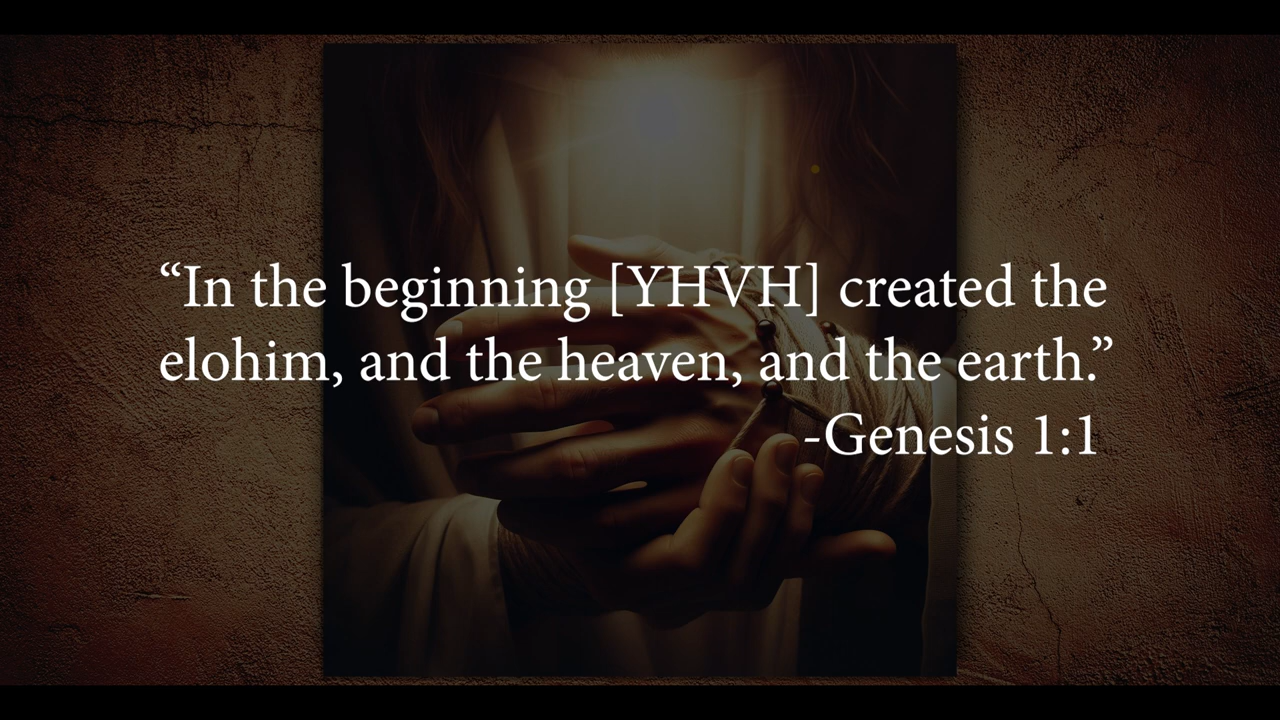 “In the beginning [YHVH] created the
elohim, and the heaven, and the earth.”
-Genesis 1:1